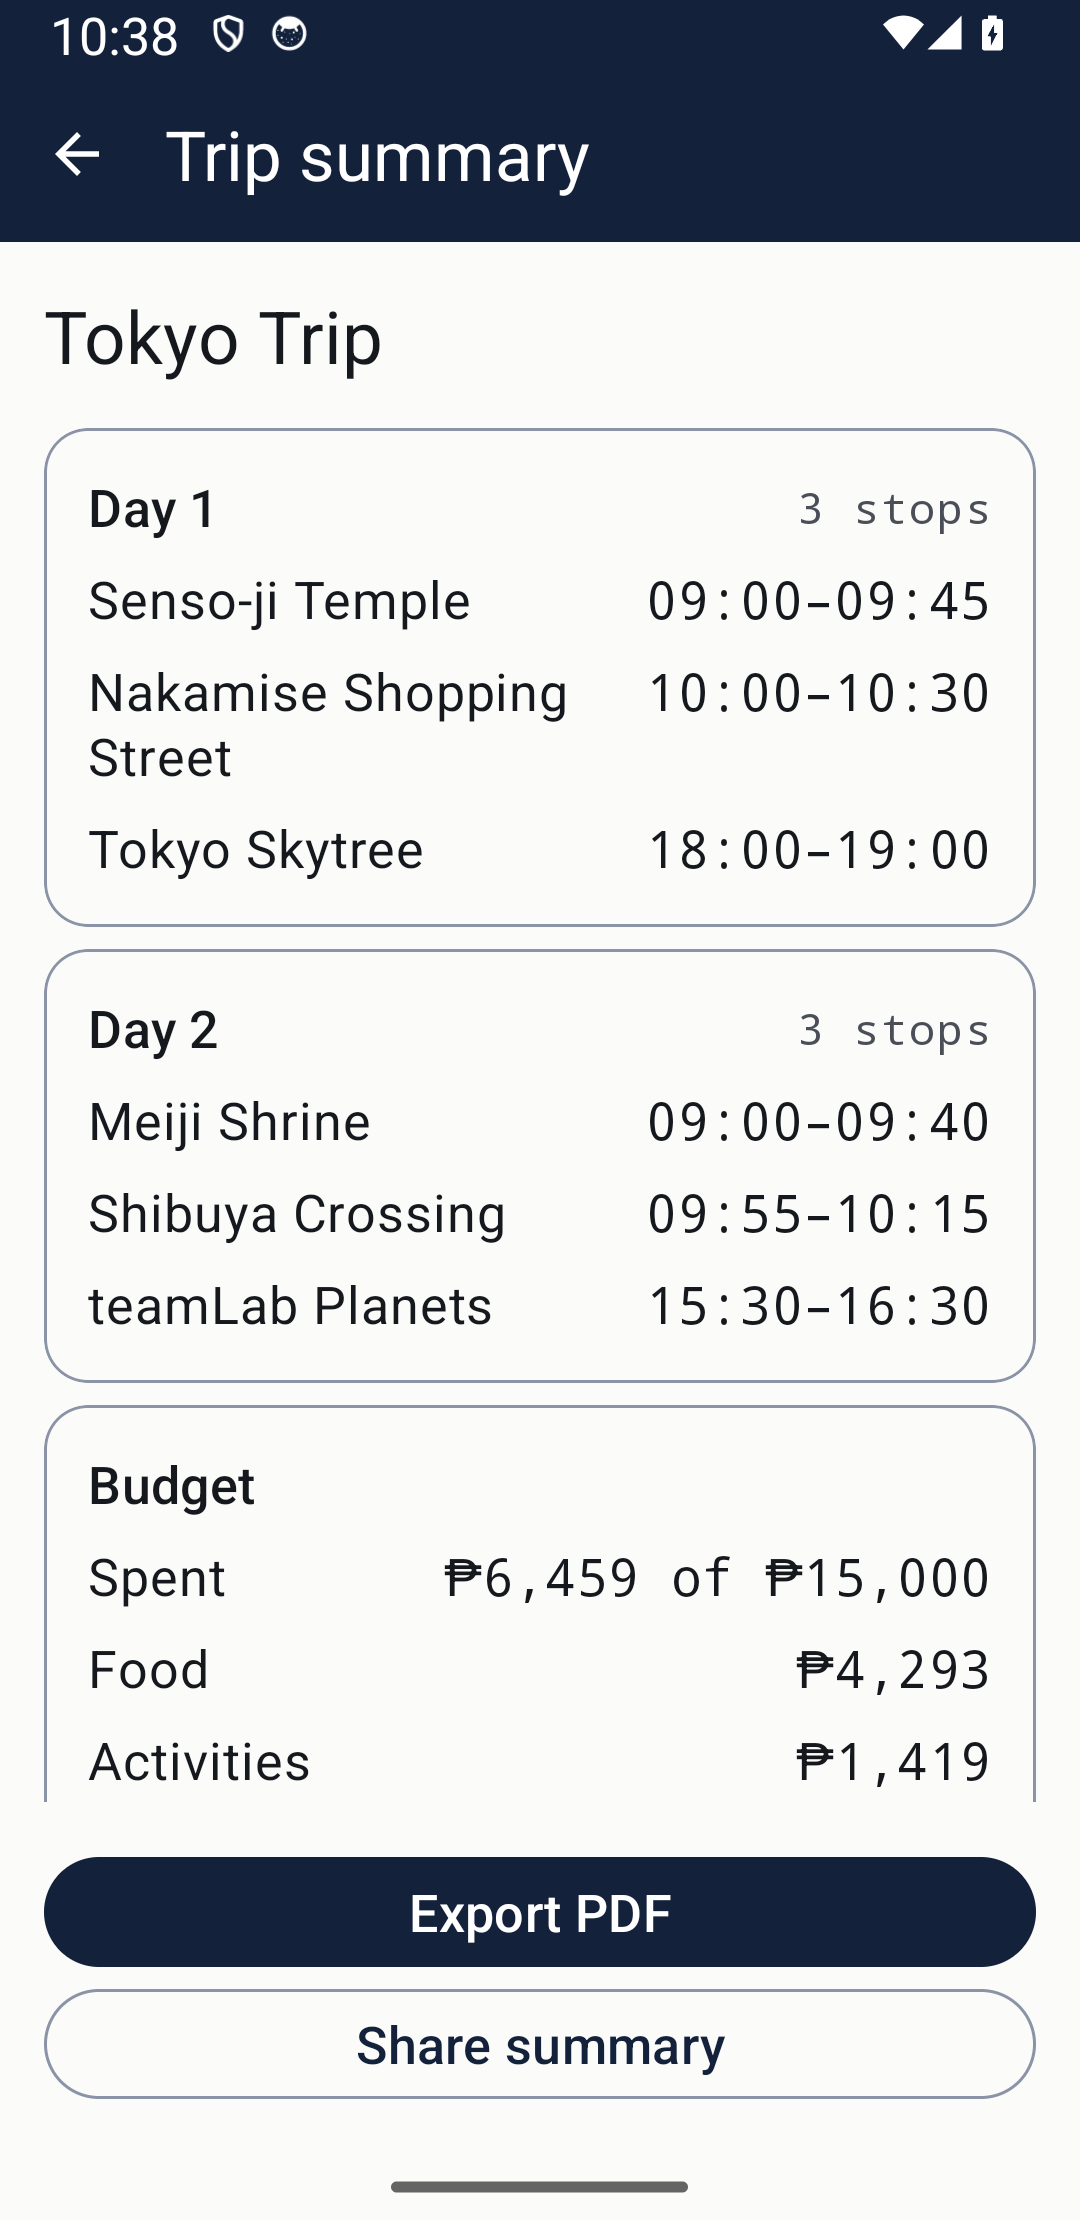 10:38
Trip summary
Tokyo Trip
Day 1 3 stops
Senso-ji Temple 09:00–09:45
Nakamise Shopping 10:00–10:30
Street
Tokyo Skytree 18:00–19:00
Day 2 3 stops
Meiji Shrine 09:00–09:40
Shibuya Crossing 09:55–10:15
teamLab Planets 15:30–16:30
Budget
Spent ₱6,459 of ₱15,000
Food ₱4,293
Activities ₱1,419
Export PDF
Share summary